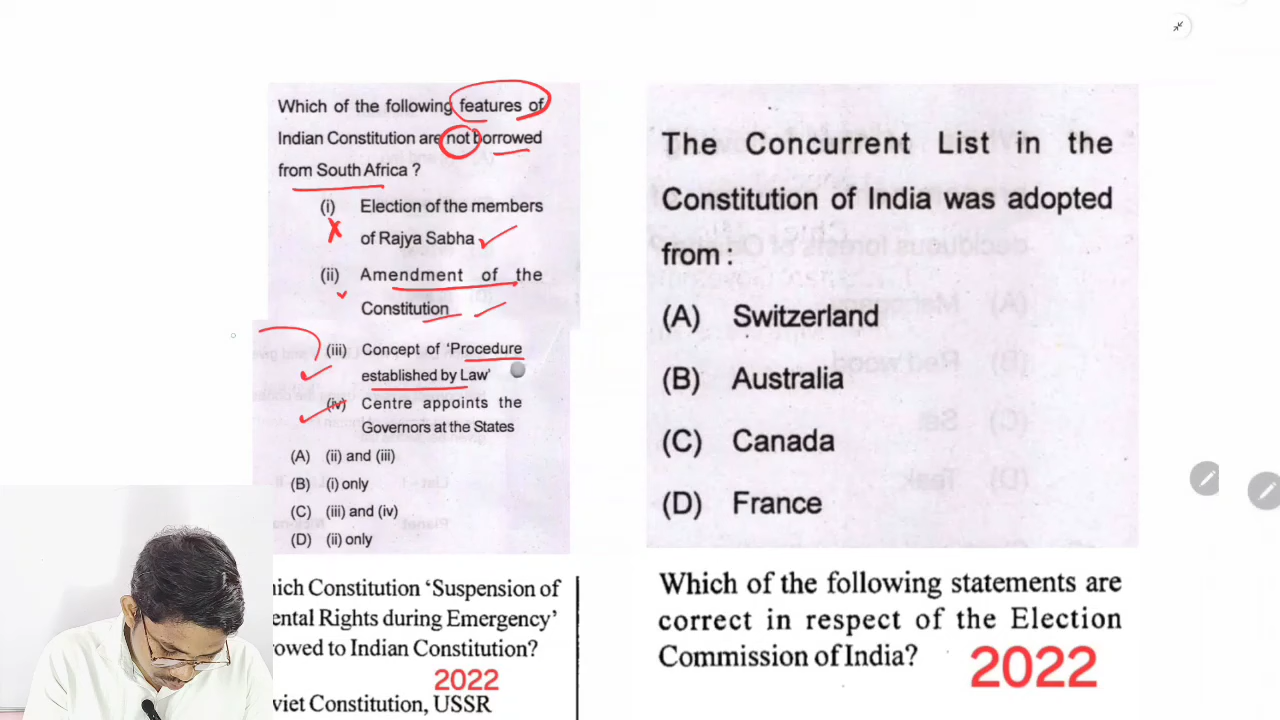 Which of the following features of
Indian Constitution are not borrowed
from South Africa ?
(i) Election of the members
of Rajya Sabha
(ii) Amendment of the
Constitution
(iii) Concept of 'Procedure
established by Law'
(iv) Centre appoints the
Governors at the States
(A) (ii) and (iii)
(B) (i) only
(C) (iii) and (iv)
(D) (ii) only
Constitution 'Suspension of
Rights during Emergency'
to Indian Constitution?
2022
Constitution, USSR
The Concurrent List in the
Constitution of India was adopted
from :
(A) Switzerland
(B) Australia
(C) Canada
(D) France
Which of the following statements are
correct in respect of the Election
Commission of India?
2022